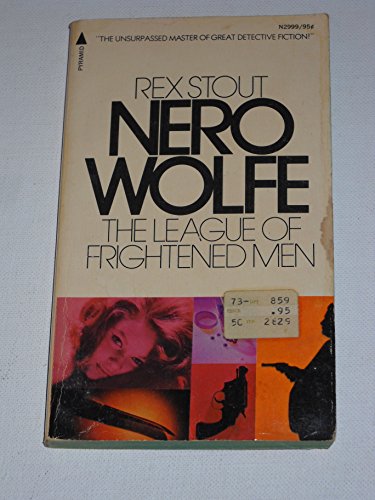 "THE UNSURPASSED MASTER OF GREAT DETECTIVE FICTION!"
N2999/95¢
PYRAMID
REX STOUT
NERO
WOLFE
THE LEAGUE OF
FRIGHTENED MEN
73- 859
.95
50 2629